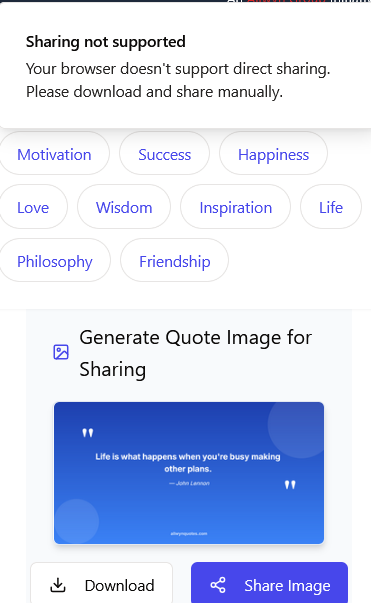 Sharing not supported
Your browser doesn't support direct sharing.
Please download and share manually.
Motivation Success Happiness
Love Wisdom Inspiration Life
Philosophy Friendship
Generate Quote Image for
Sharing
"
Life is what happens when you're busy making
other plans.
— John Lennon
"
Download Share Image